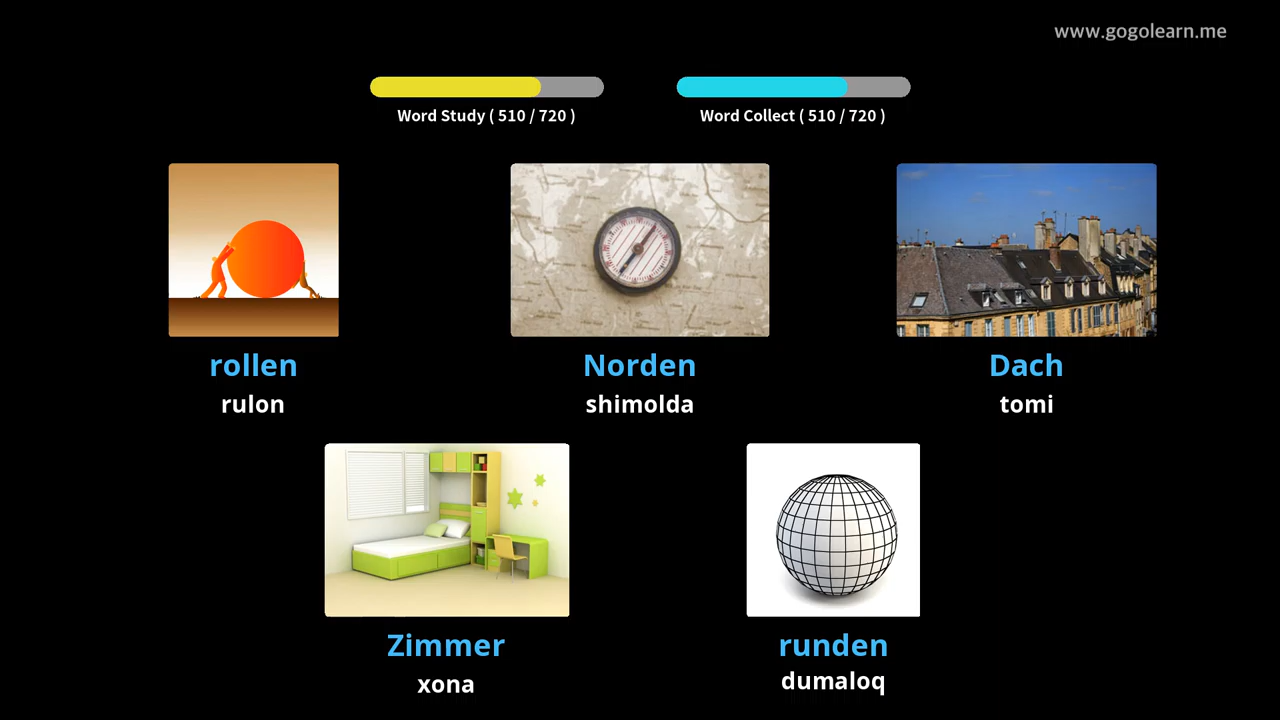 www.gogolearn.me
Word Study ( 510 / 720 )
Word Collect ( 510 / 720 )
rollen
rulon
Norden
shimolda
Dach
tomi
Zimmer
xona
runden
dumaloq